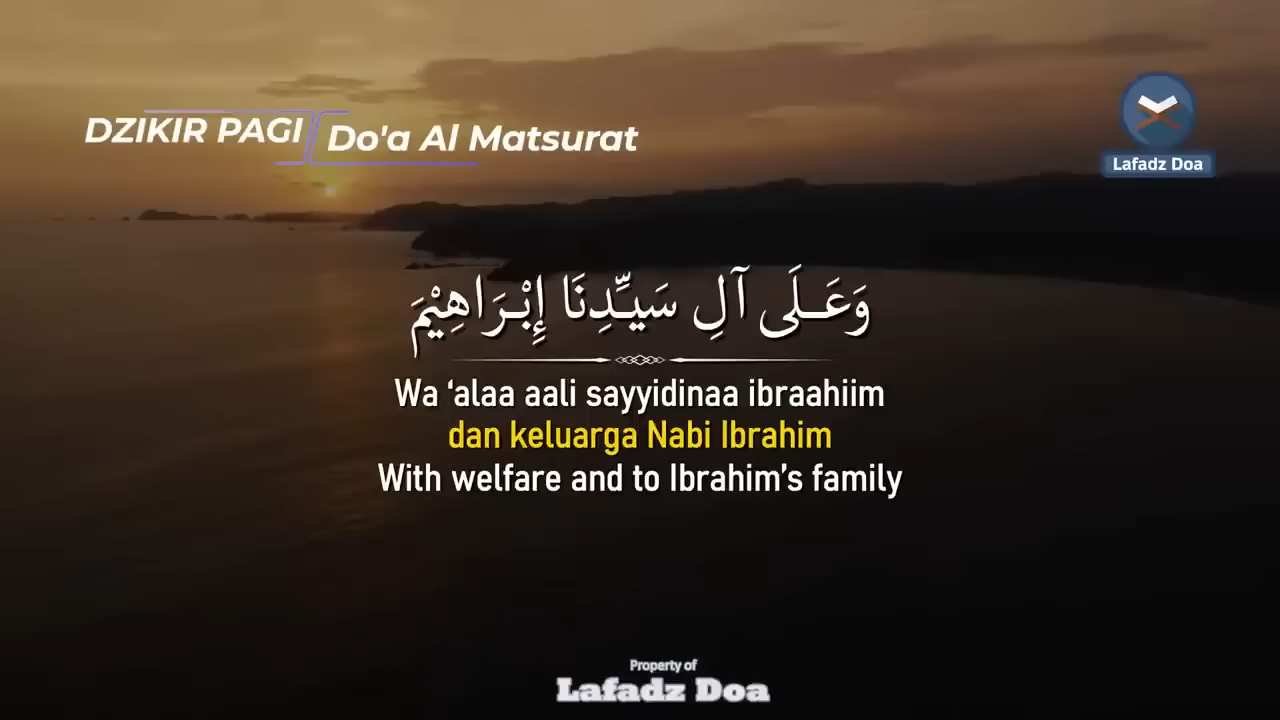 DZIKIR PAGI Do'a Al Matsurat
Lafadz Doa
وَعَلَى آلِ سَيِّدِنَا إِبْرَاهِيْمَ
Wa ‘alaa aali sayyidinaa ibraahiim
dan keluarga Nabi Ibrahim
With welfare and to Ibrahim’s family
Property of
Lafadz Doa